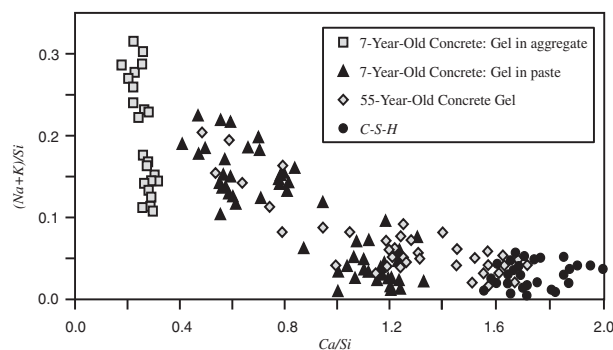 0.3
7-Year-Old Concrete: Gel in aggregate
7-Year-Old Concrete: Gel in paste
55-Year-Old Concrete Gel
C-S-H
(Na+K)/Si
0.2
0.1
0.0
0.0 0.4 0.8 1.2 1.6 2.0
Ca/Si